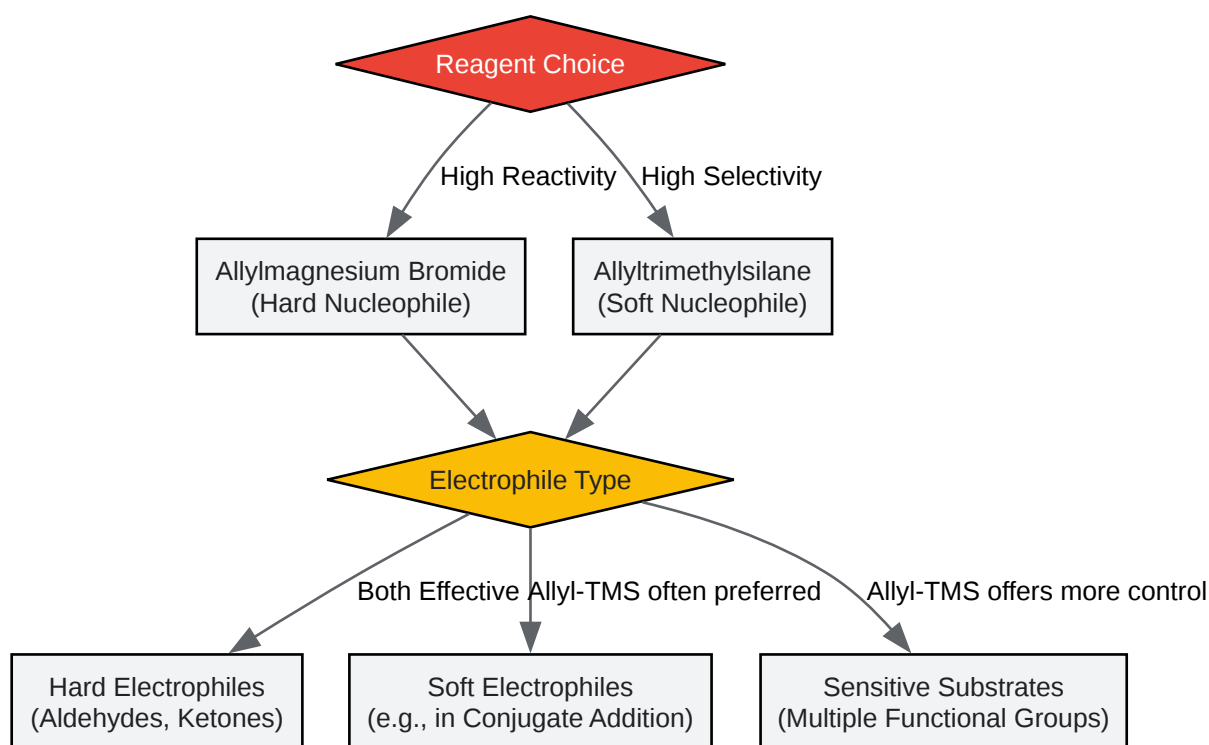 Reagent Choice
High Reactivity
High Selectivity
Allylmagnesium Bromide
(Hard Nucleophile)
Allyltrimethylsilane
(Soft Nucleophile)
Electrophile Type
Both Effective
Allyl-TMS often preferred
Allyl-TMS offers more control
Hard Electrophiles
(Aldehydes, Ketones)
Soft Electrophiles
(e.g., in Conjugate Addition)
Sensitive Substrates
(Multiple Functional Groups)